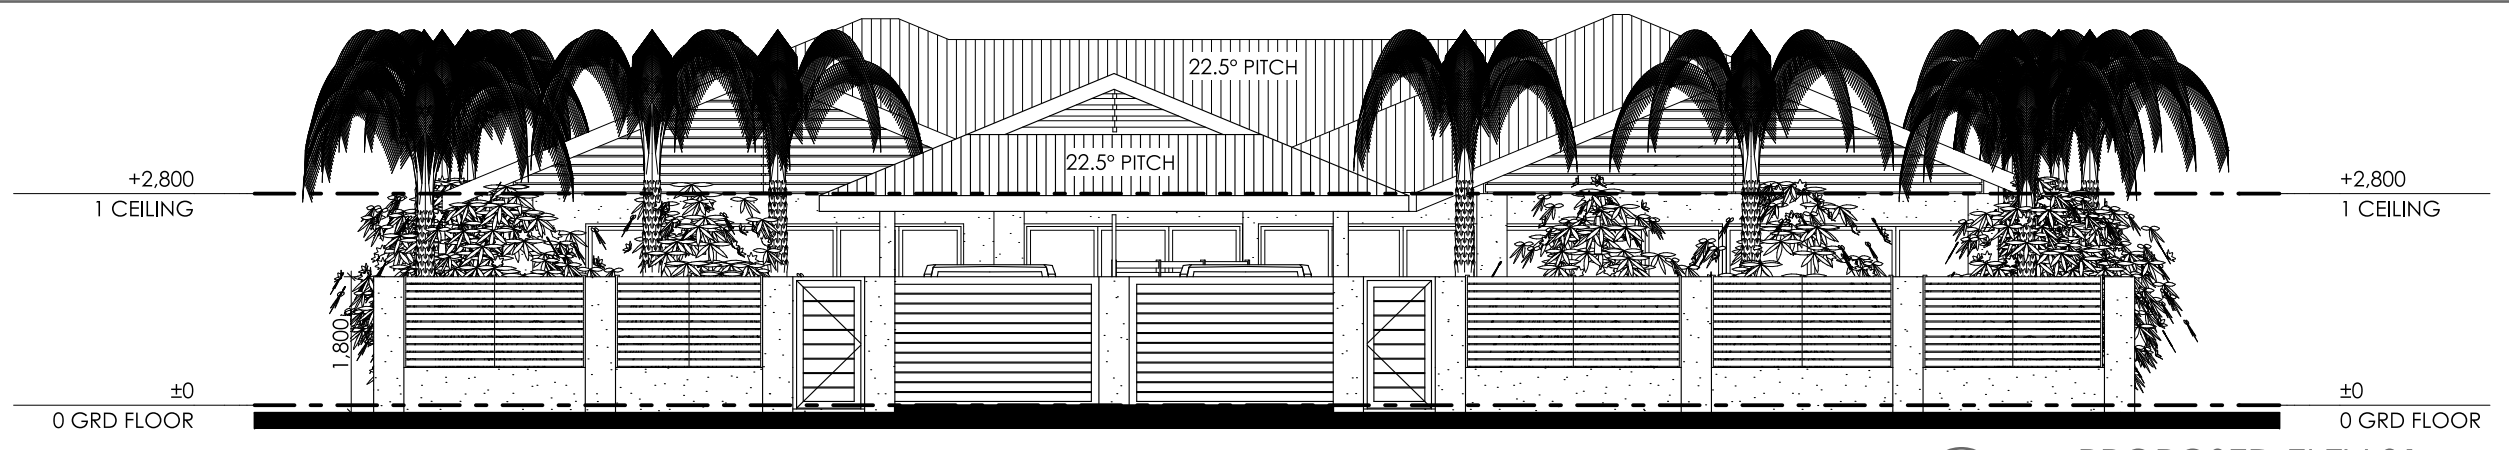 22.5° PITCH
22.5° PITCH
+2,800
1 CEILING
+2,800
1 CEILING
1,800
±0
0 GRD FLOOR
±0
0 GRD FLOOR